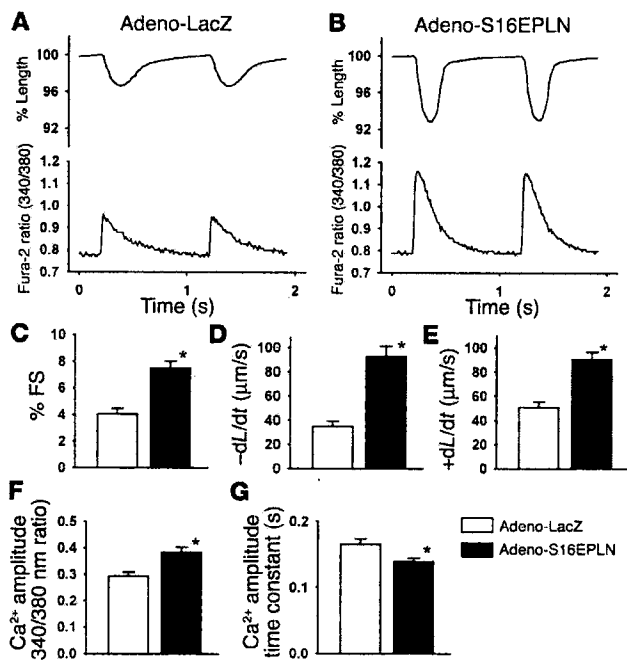 A Adeno-LacZ
B Adeno-S16EPLN
% Length
100
96
92
Fura-2 ratio (340/380)
1.2
1.1
1.0
0.9
0.8
0.7
0 1 2
Time (s)
% Length
100
96
92
Fura-2 ratio (340/380)
1.2
1.1
1.0
0.9
0.8
0.7
0 1 2
Time (s)
C
% FS
10
8
6
4
2
0
*
D
−dL/dt (μm/s)
100
80
60
40
20
0
*
E
+dL/dt (μm/s)
100
80
60
40
20
0
*
F
Ca²⁺ amplitude
340/380 nm ratio)
0.5
0.4
0.3
0.2
0.1
0
*
G
Ca²⁺ amplitude
time constant (s)
0.2
0.1
0
*
Adeno-LacZ
Adeno-S16EPLN